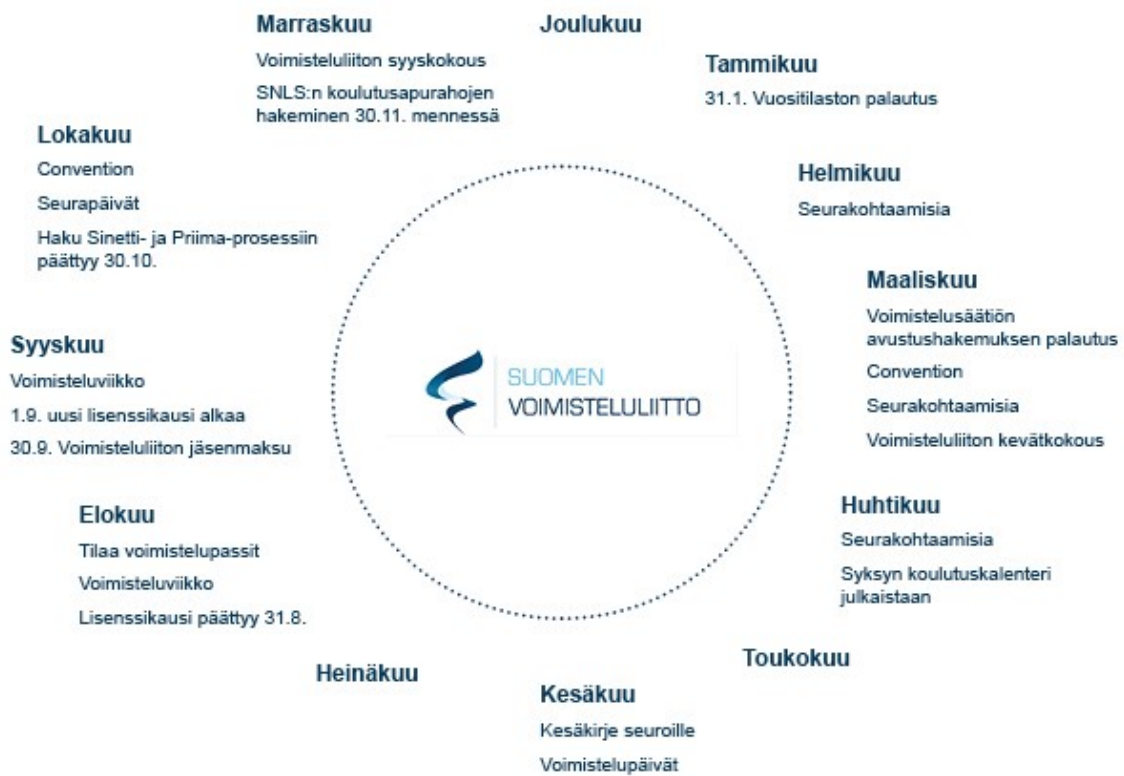 Joulukuu
Tammikuu
31.1. Vuositilaston palautus
Helmikuu
Seurakohtaamisia
Maaliskuu
Voimistelusäätiön
avustushakemuksen palautus
Convention
Seurakohtaamisia
Voimisteluliiton kevätkokous
Huhtikuu
Seurakohtaamisia
Syksyn koulutuskalenteri
julkaistaan
Toukokuu
Kesäkuu
Kesäkirje seuroille
Voimistelupäivät
Heinäkuu
Elokuu
Tilaa voimistelupassit
Voimisteluviikko
Lisenssikausi päättyy 31.8.
Syyskuu
Voimisteluviikko
1.9. uusi lisenssikausi alkaa
30.9. Voimisteluliiton jäsenmaksu
Lokakuu
Convention
Seurapäivät
Haku Sinetti- ja Priima-prosessiin
päättyy 30.10.
Marraskuu
Voimisteluliiton syyskokous
SNLS:n koulutusapurahojen
hakeminen 30.11. mennessä
SUOMEN
VOIMISTELULIITTO